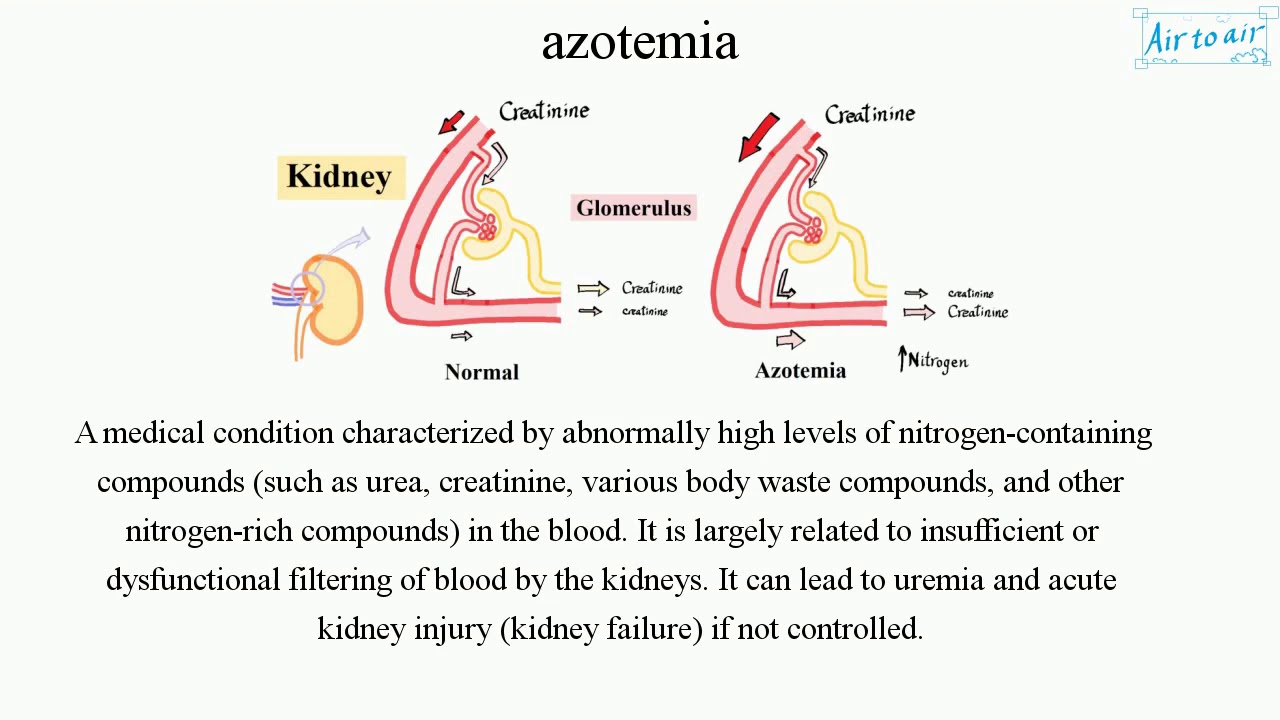 azotemia
Air to air
Creatinine
Creatinine
Kidney
Glomerulus
Creatinine
creatinine
creatinine
Creatinine
Normal
Azotemia
↑Nitrogen
A medical condition characterized by abnormally high levels of nitrogen-containing
compounds (such as urea, creatinine, various body waste compounds, and other
nitrogen-rich compounds) in the blood. It is largely related to insufficient or
dysfunctional filtering of blood by the kidneys. It can lead to uremia and acute
kidney injury (kidney failure) if not controlled.